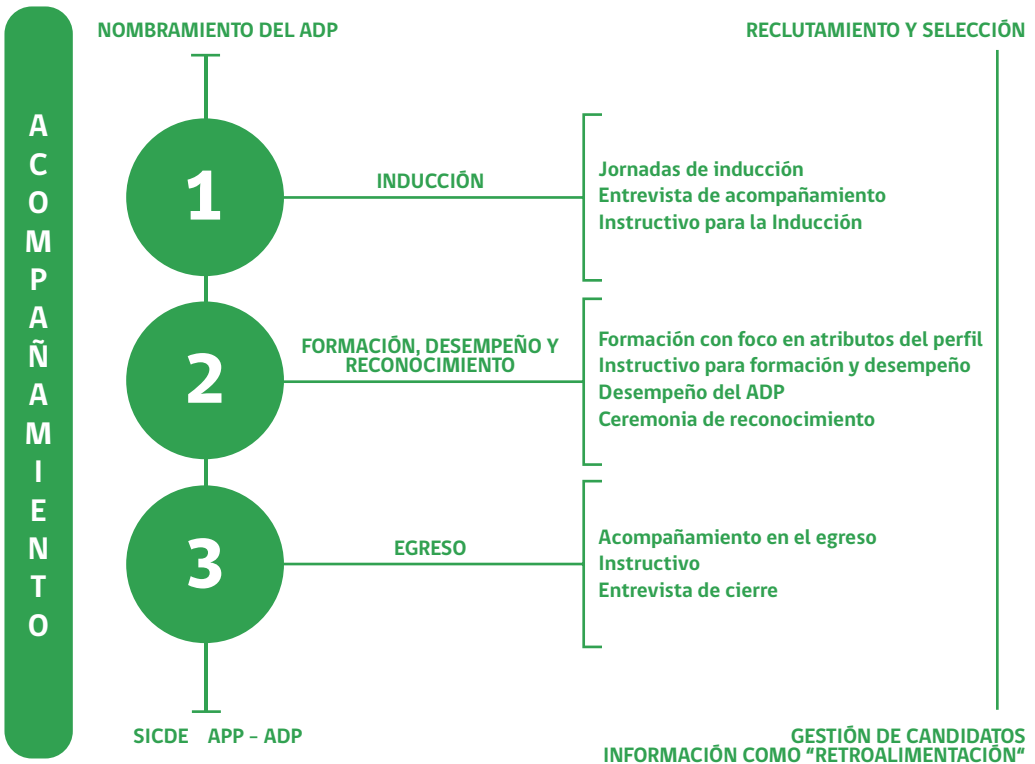 ACOMPAÑAMIENTO
NOMBRAMIENTO DEL ADP
RECLUTAMIENTO Y SELECCIÓN
1
INDUCCIÓN
Jornadas de inducción
Entrevista de acompañamiento
Instructivo para la Inducción
2
FORMACIÓN, DESEMPEÑO Y
RECONOCIMIENTO
Formación con foco en atributos del perfil
Instructivo para formación y desempeño
Desempeño del ADP
Ceremonia de reconocimiento
3
EGRESO
Acompañamiento en el egreso
Instructivo
Entrevista de cierre
SICDE APP – ADP
GESTIÓN DE CANDIDATOS
INFORMACIÓN COMO “RETROALIMENTACIÓN“